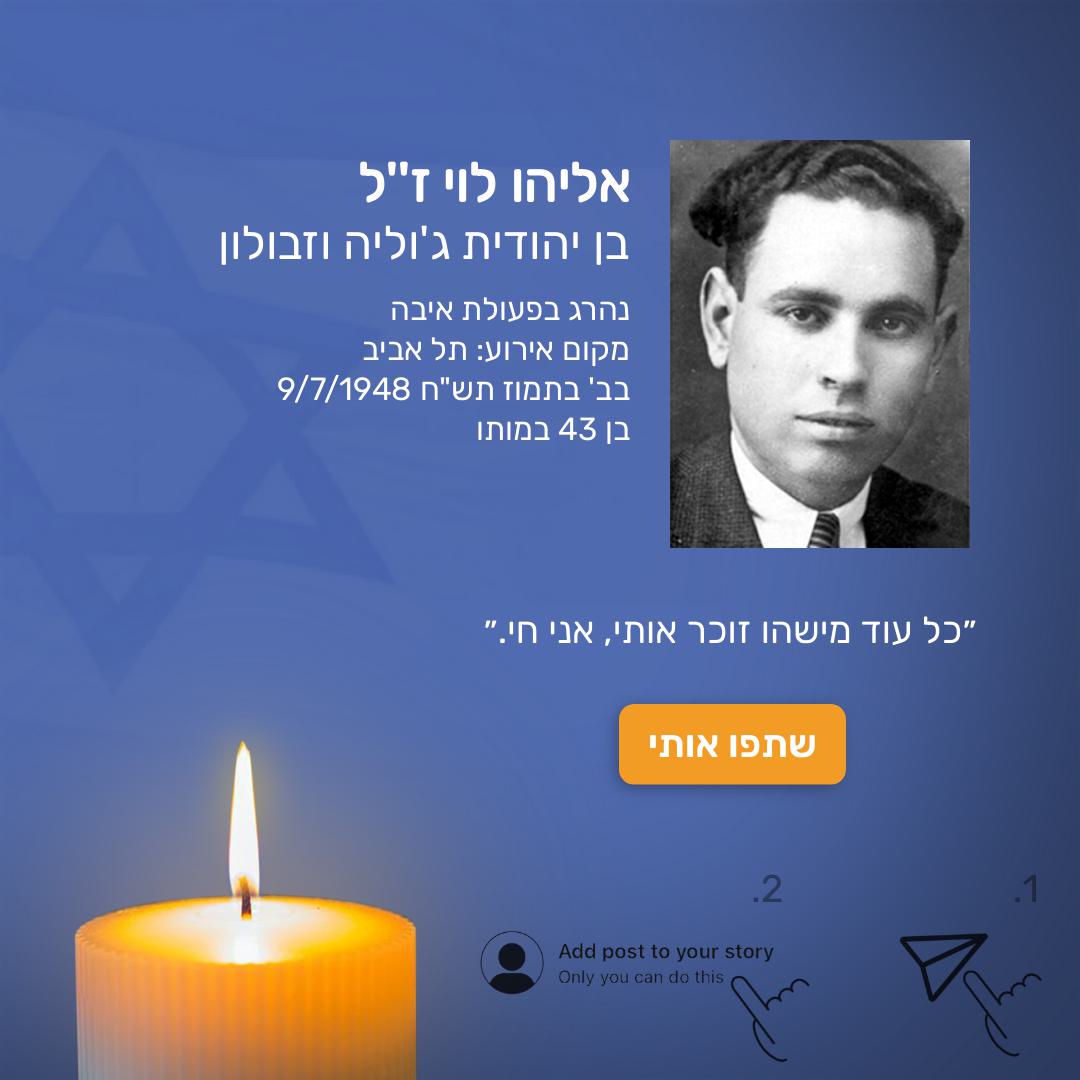 אליהו לוי ז"ל
בן יהודית ג'וליה וזבולון
נהרג בפעולת איבה
מקום אירוע: תל אביב
בב' בתמוז תש"ח 9/7/1948
בן 43 במותו
״כל עוד מישהו זוכר אותי, אני חי.״
שתפו אותי
1.
2.
Add post to your story
Only you can do this